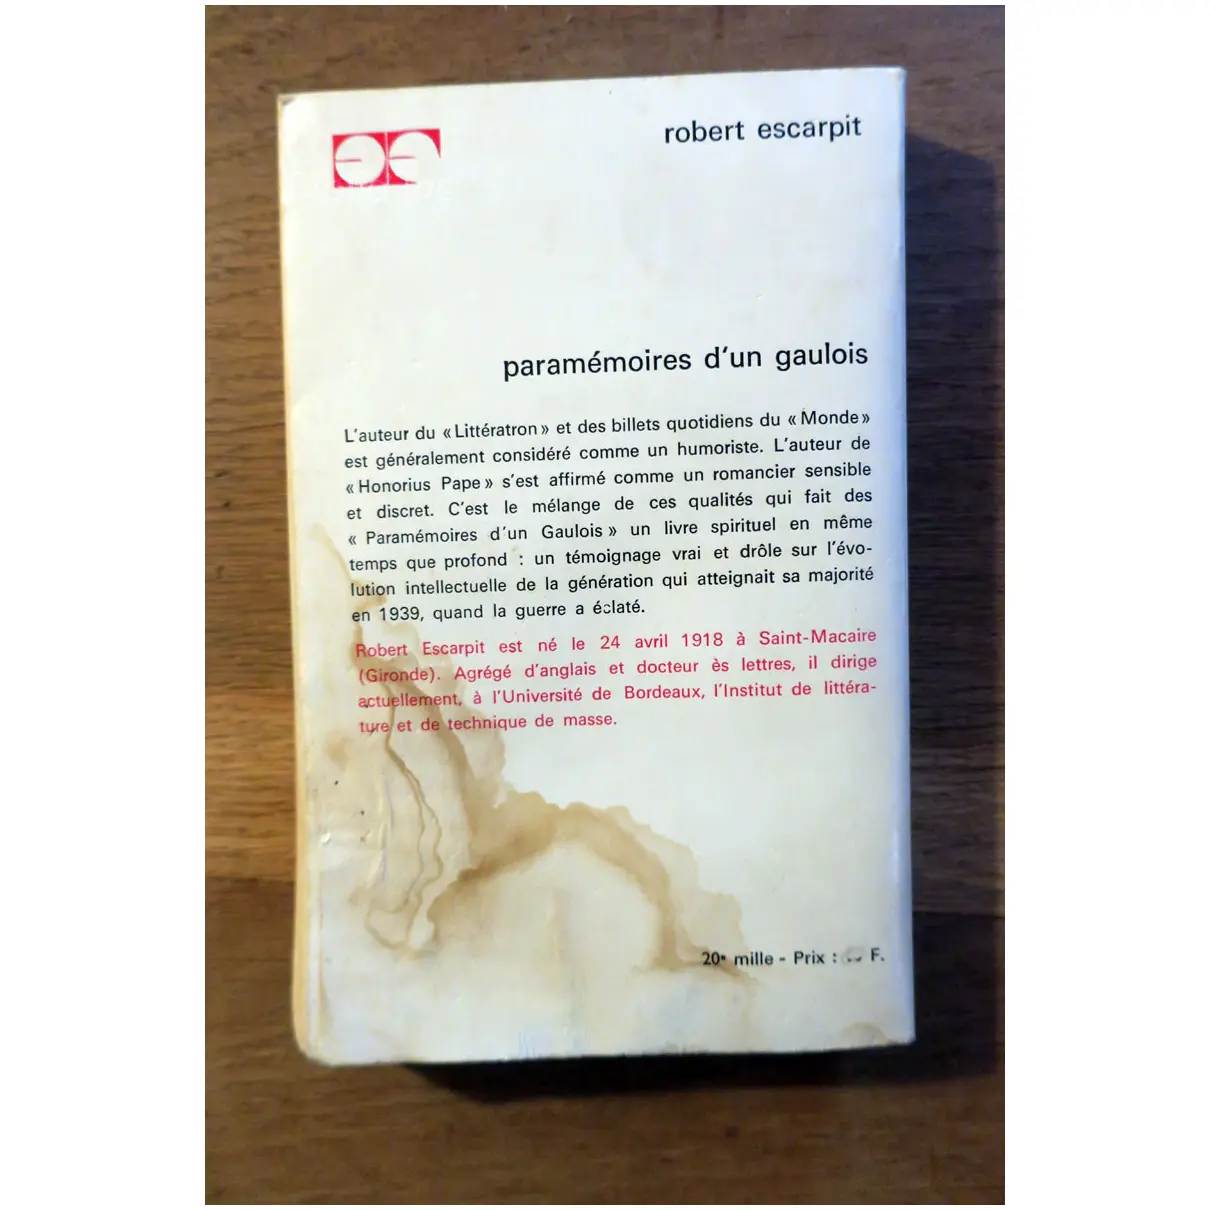 robert escarpit
paramémoires d'un gaulois
L'auteur du « Littératron » et des billets quotidiens du « Monde »
est généralement considéré comme un humoriste. L'auteur de
« Honorius Pape » s'est affirmé comme un romancier sensible
et discret. C'est le mélange de ces qualités qui fait des
« Paramémoires d'un Gaulois » un livre spirituel en même
temps que profond : un témoignage vrai et drôle sur l'évo-
lution intellectuelle de la génération qui atteignait sa majorité
en 1939, quand la guerre a éclaté.
Robert Escarpit est né le 24 avril 1918 à Saint-Macaire
(Gironde). Agrégé d'anglais et docteur ès lettres, il dirige
actuellement, à l'Université de Bordeaux, l'Institut de littéra-
ture et de technique de masse.
20e mille - Prix : F.